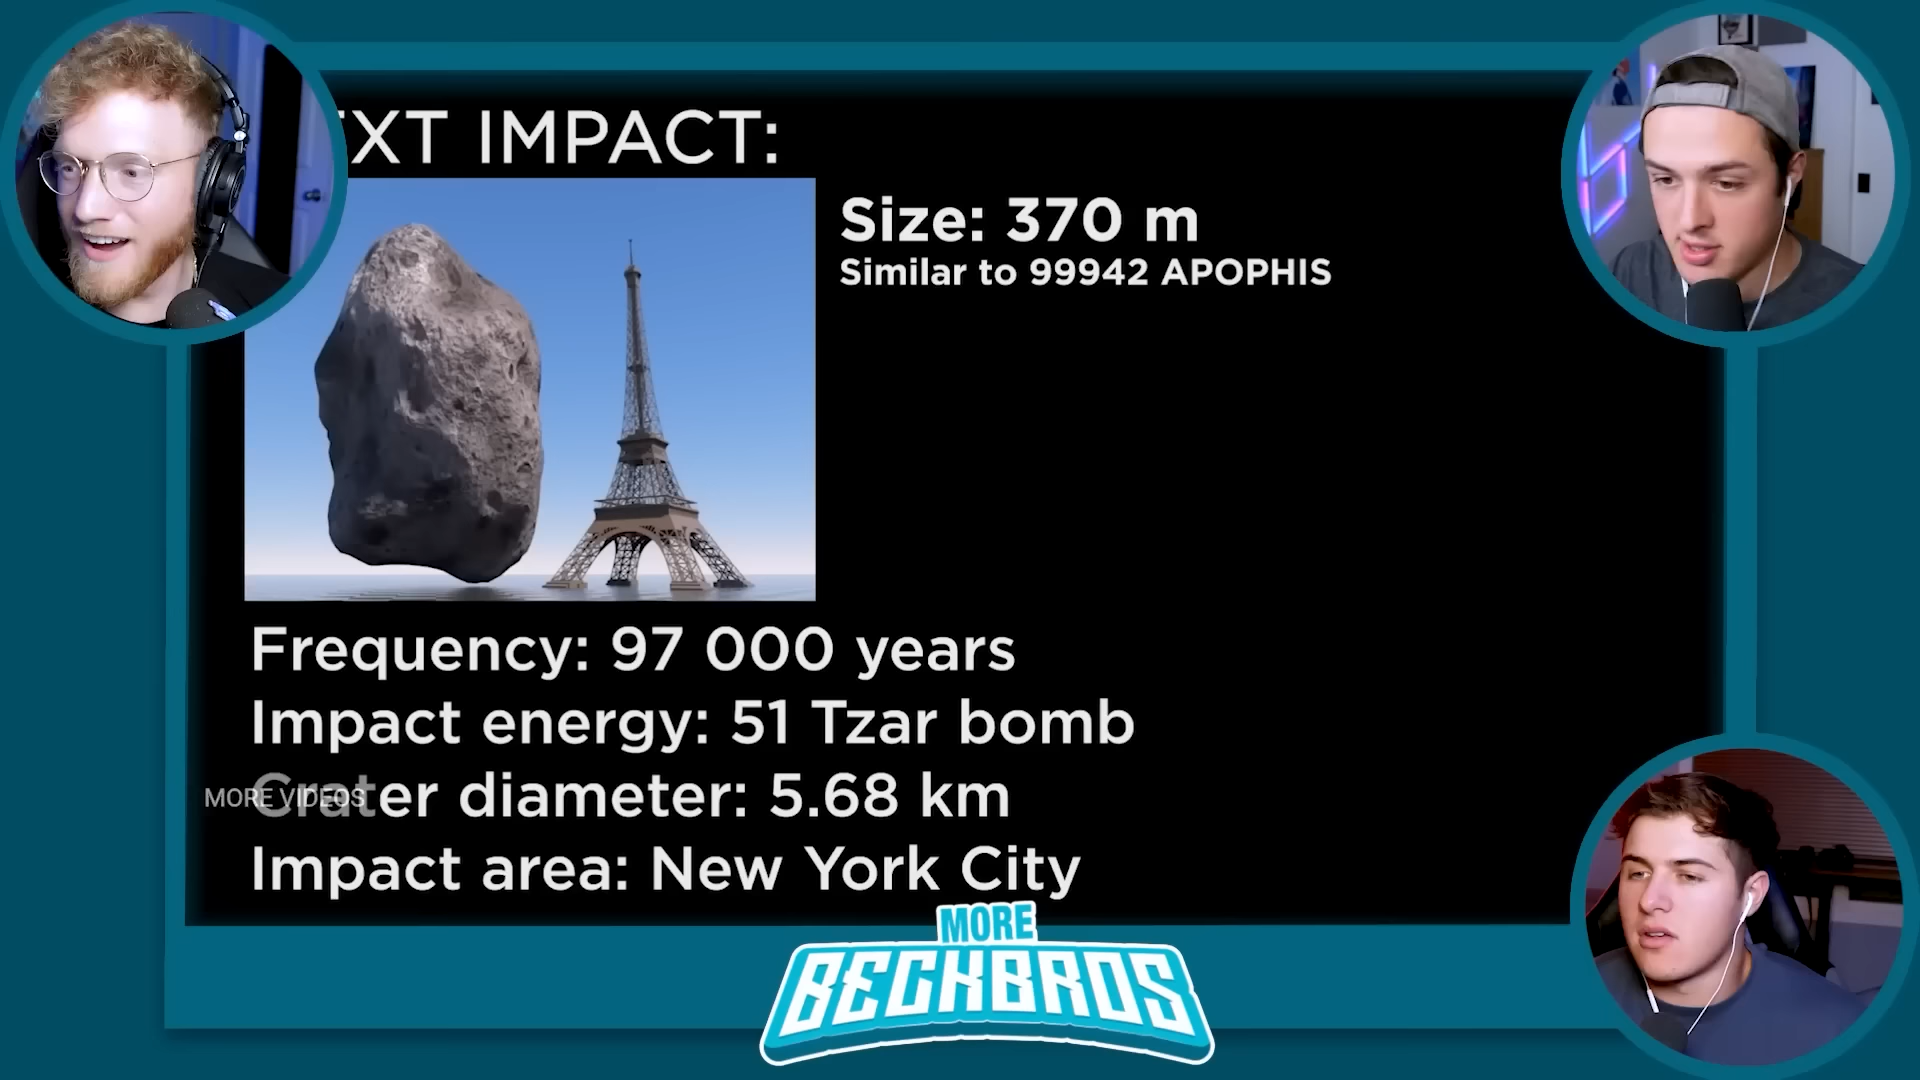 EXT IMPACT:
Size: 370 m
Similar to 99942 APOPHIS
Frequency: 97 000 years
Impact energy: 51 Tzar bomb
Crater diameter: 5.68 km
MORE VIDEOS
Impact area: New York City
MORE
BECKBROS